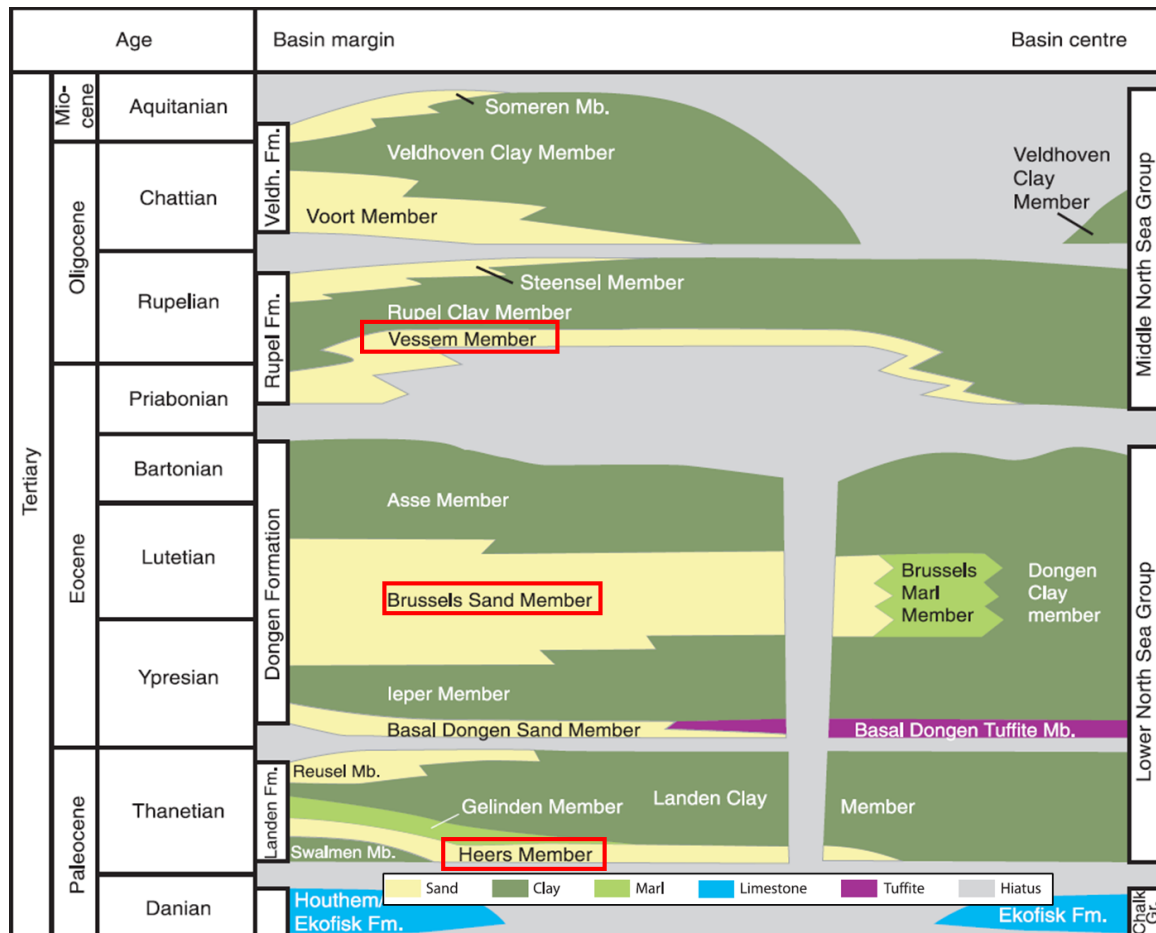 Age
Basin margin
Basin centre
Tertiary
Mio-
cene
Oligocene
Eocene
Paleocene
Aquitanian
Chattian
Rupelian
Priabonian
Bartonian
Lutetian
Ypresian
Thanetian
Danian
Veldh. Fm.
Rupel Fm.
Dongen Formation
Landen Fm.
Someren Mb.
Veldhoven Clay Member
Voort Member
Veldhoven
Clay
Member
Steensel Member
Rupel Clay Member
Vessem Member
Asse Member
Brussels Sand Member
Brussels
Marl
Member
Dongen
Clay
member
Ieper Member
Basal Dongen Sand Member
Basal Dongen Tuffite Mb.
Reusel Mb.
Gelinden Member
Landen Clay
Member
Swalmen Mb.
Heers Member
Sand
Clay
Marl
Limestone
Tuffite
Hiatus
Houthem/
Ekofisk Fm.
Ekofisk Fm.
Middle North Sea Group
Lower North Sea Group
Chalk
Gr.